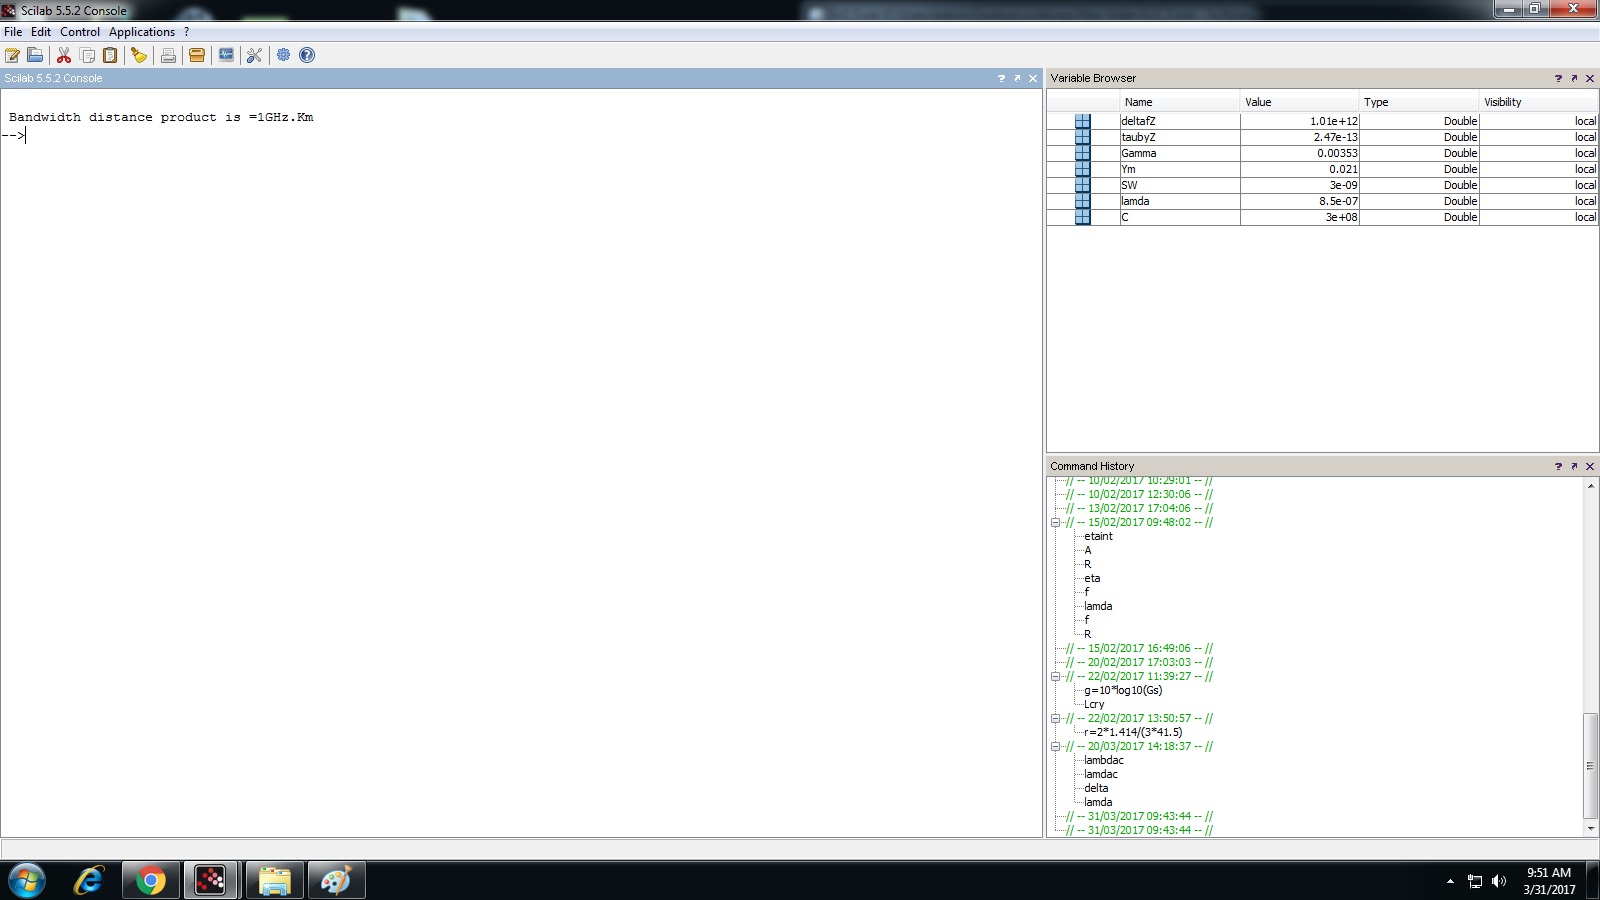 Scilab 5.5.2 Console
File Edit Control Applications ?
Scilab 5.5.2 Console
Bandwidth distance product is =1GHz.Km
-->
Variable Browser
Name Value Type Visibility
deltafZ 1.01e+12 Double local
taubyZ 2.47e-13 Double local
Gamma 0.00353 Double local
Ym 0.021 Double local
SW 3e-09 Double local
lamda 8.5e-07 Double local
C 3e+08 Double local
Command History
// -- 10/02/2017 10:29:01 -- //
// -- 10/02/2017 12:30:06 -- //
// -- 13/02/2017 17:04:06 -- //
// -- 15/02/2017 09:48:02 -- //
etaint
A
R
eta
f
lamda
f
R
// -- 15/02/2017 16:49:06 -- //
// -- 20/02/2017 17:03:03 -- //
// -- 22/02/2017 11:39:27 -- //
g=10*log10(Gs)
Lcry
// -- 22/02/2017 13:50:57 -- //
r=2*1.414/(3*41.5)
// -- 20/03/2017 14:18:37 -- //
lambdac
lamdac
delta
lamda
// -- 31/03/2017 09:43:44 -- //
// -- 31/03/2017 09:43:44 -- //
9:51 AM
3/31/2017